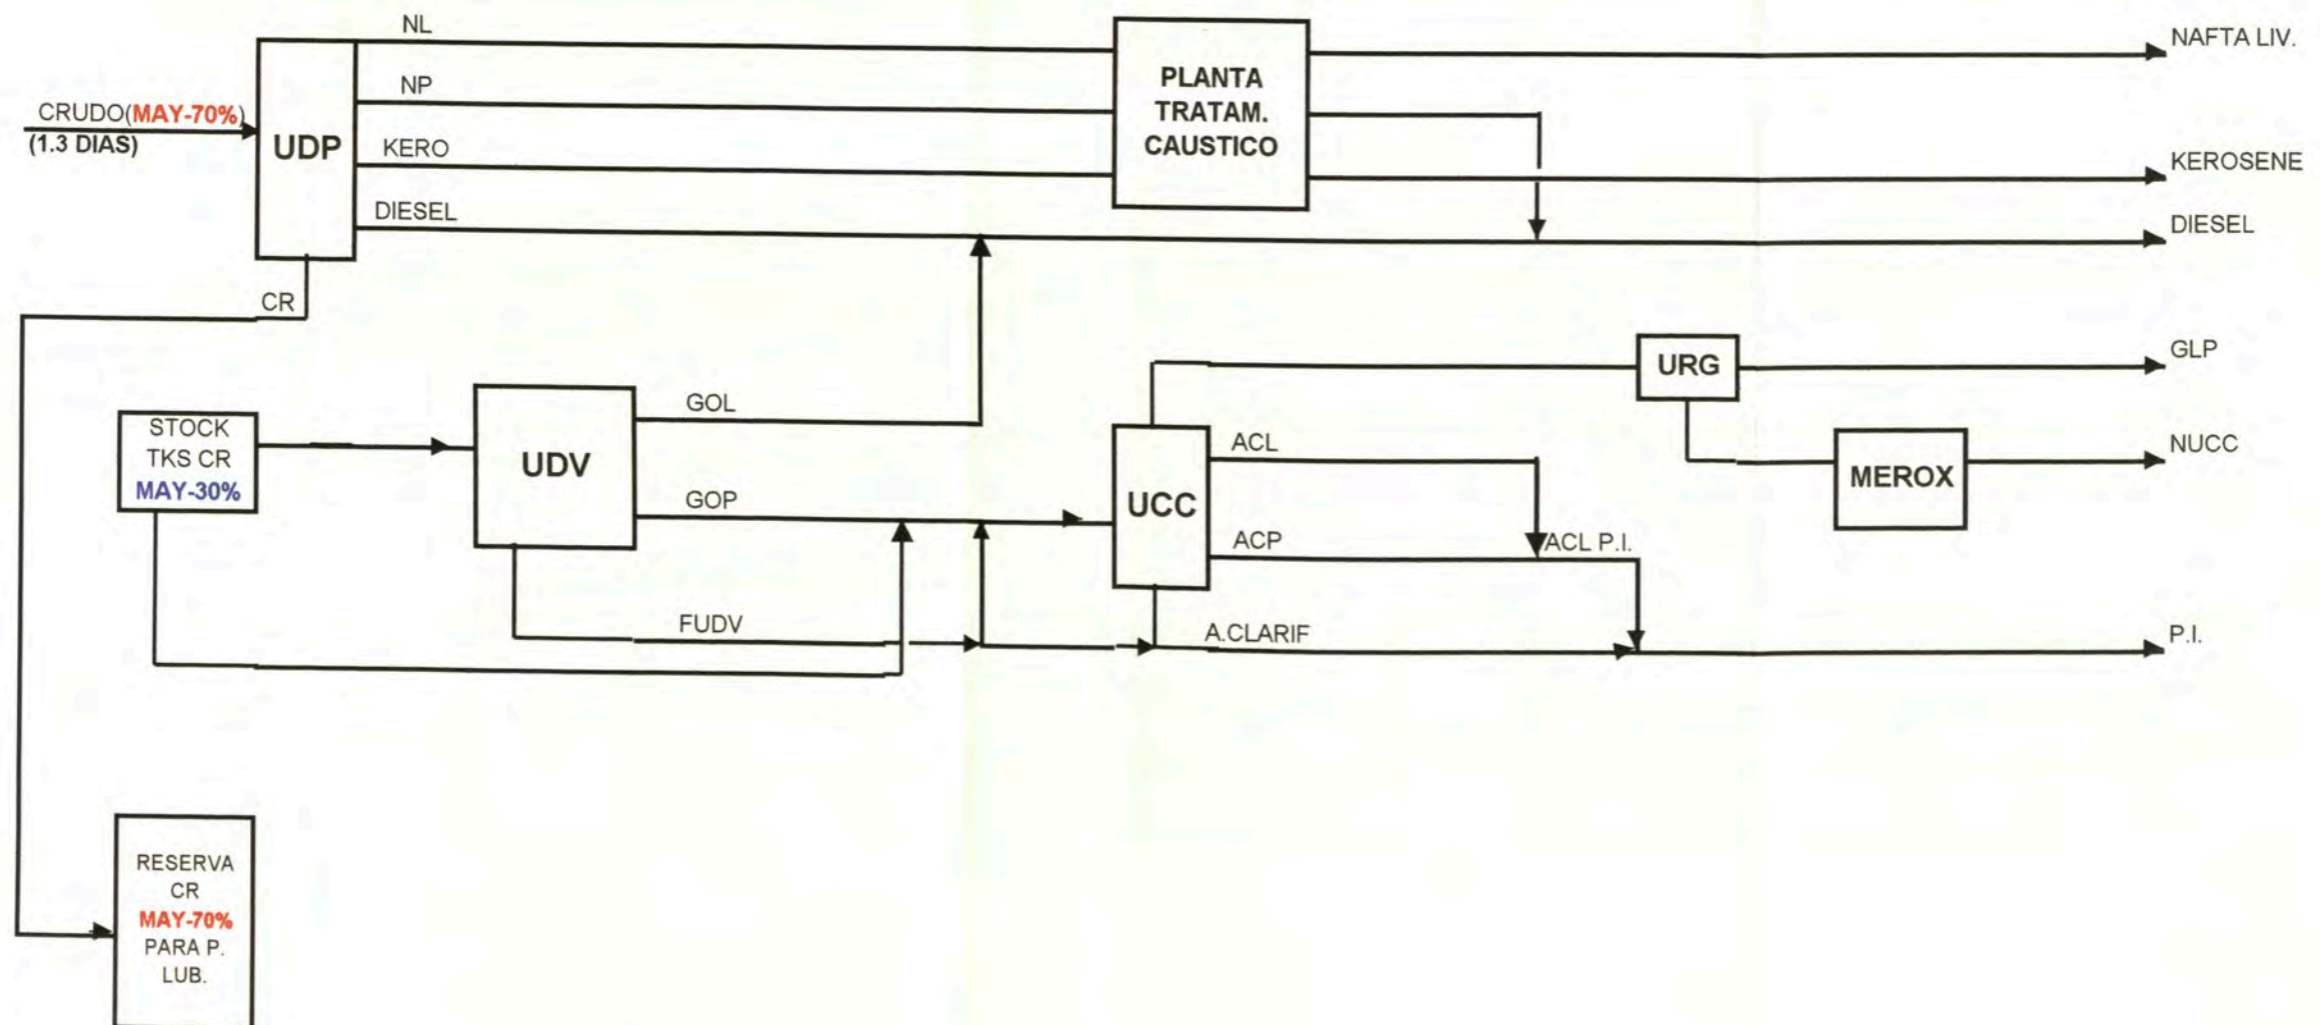 NL
NAFTA LIV.
NP
PLANTA
TRATAM.
CAUSTICO
CRUDO(MAY-70%)
(1.3 DIAS)
UDP
KERO
KEROSENE
DIESEL
DIESEL
CR
URG
GLP
STOCK
TKS CR
MAY-30%
UDV
GOL
GOP
UCC
ACL
ACP
ACL P.I.
MEROX
NUCC
FUDV
A.CLARIF
P.I.
RESERVA
CR
MAY-70%
PARA P.
LUB.